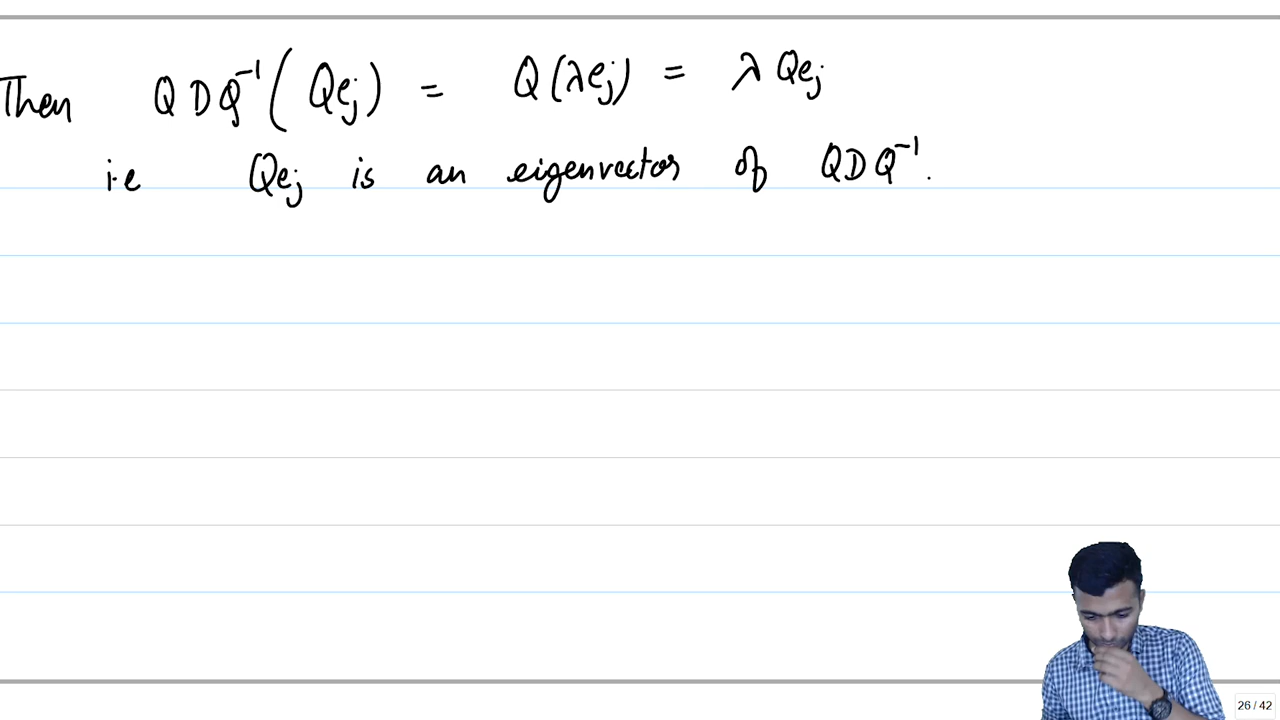 Then QDQ⁻¹(Qeⱼ) = Q(λeⱼ) = λQeⱼ
i.e Qeⱼ is an eigenvector of QDQ⁻¹.
26 / 42